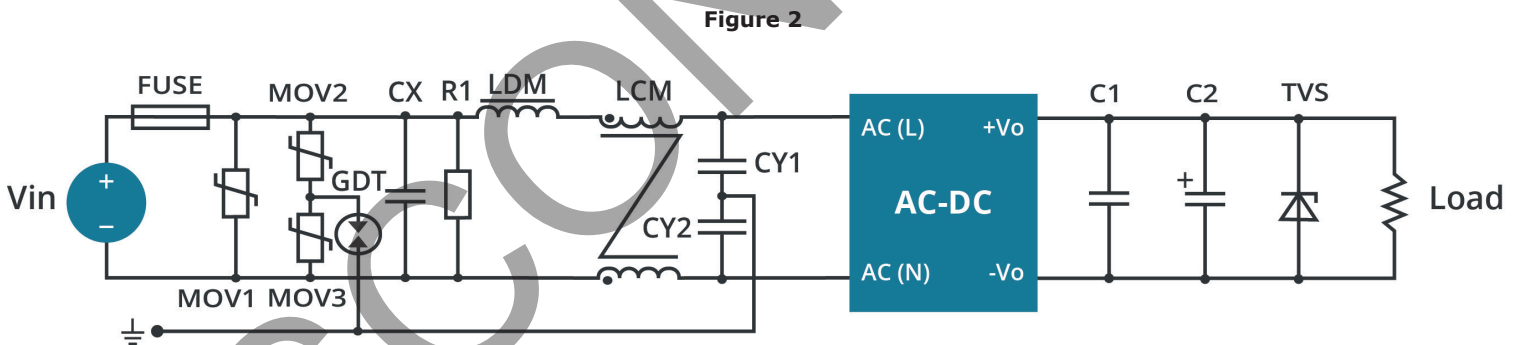 Figure 2
FUSE
MOV2
CX
R1
LDM
LCM
C1
C2
TVS
AC (L)
+Vo
GDT
CY1
Vin
+
−
AC-DC
+
Load
CY2
AC (N)
-Vo
MOV1
MOV3